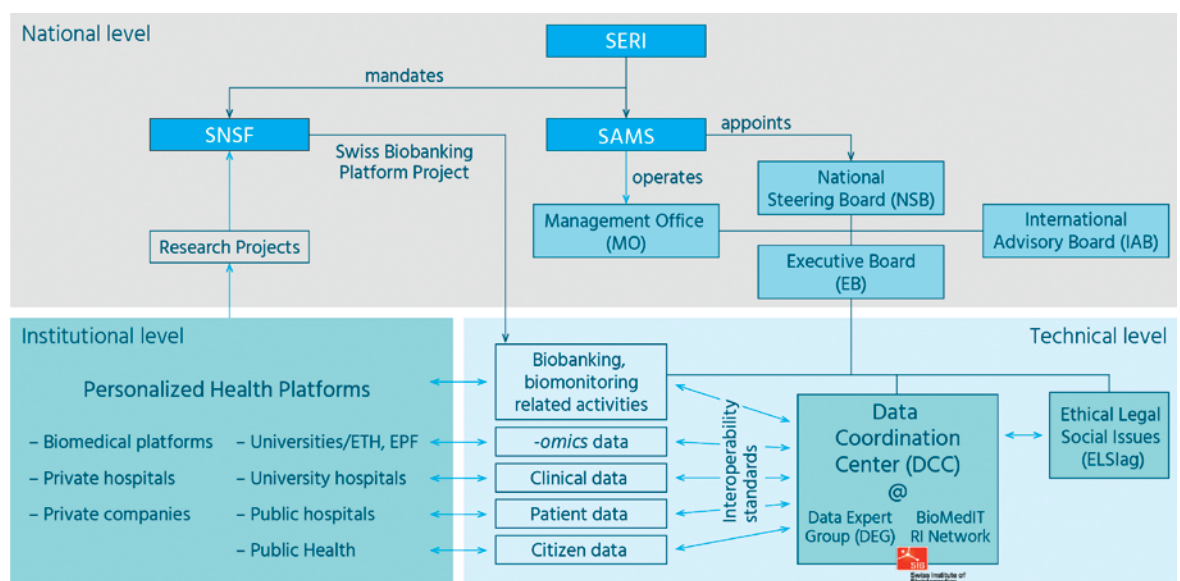 National level
SERI
mandates
SNSF
SAMS
appoints
Swiss Biobanking
Platform Project
operates
National
Steering Board (NSB)
Management Office
(MO)
International
Advisory Board (IAB)
Research Projects
Executive Board
(EB)
Institutional level
Technical level
Personalized Health Platforms
– Biomedical platforms
– Private hospitals
– Private companies
– Universities/ETH, EPF
– University hospitals
– Public hospitals
– Public Health
Biobanking,
biomonitoring
related activities
-omics data
Clinical data
Patient data
Citizen data
Interoperability
standards
Data
Coordination
Center (DCC)
@
Data Expert
Group (DEG)
BioMedIT
RI Network
SIB
Swiss Institute of
Ethical Legal
Social Issues
(ELSIag)